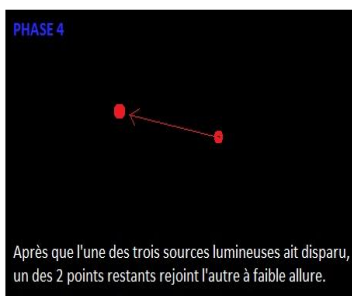 PHASE 4
Après que l'une des trois sources lumineuses ait disparu,
un des 2 points restants rejoint l'autre à faible allure.